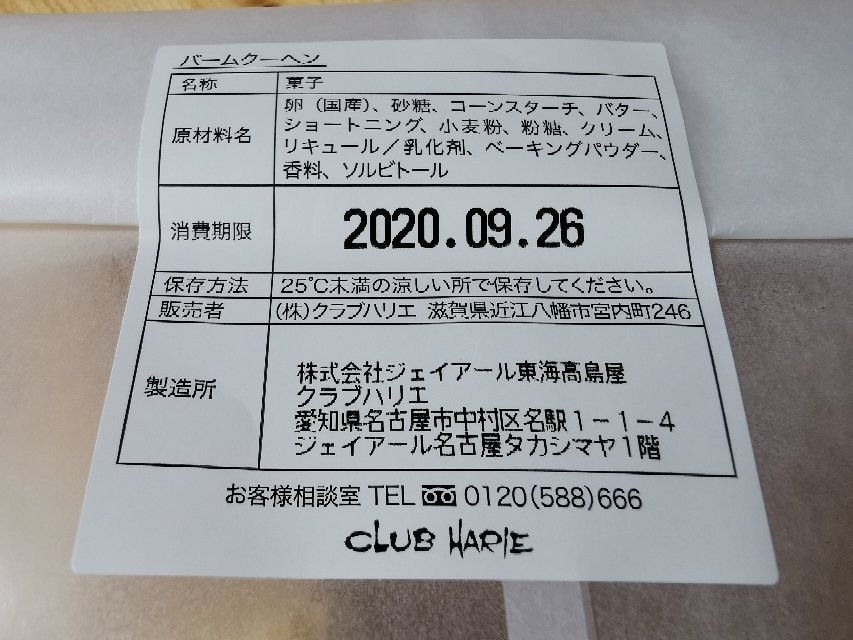 バームクーヘン
名称 菓子
原材料名 卵（国産）、砂糖、コーンスターチ、バター、
ショートニング、小麦粉、粉糖、クリーム、
リキュール／乳化剤、ベーキングパウダー、
香料、ソルビトール
消費期限 2020.09.26
保存方法 25℃未満の涼しい所で保存してください。
販売者 (株)クラブハリエ 滋賀県近江八幡市宮内町246
製造所 株式会社ジェイアール東海髙島屋
クラブハリエ
愛知県名古屋市中村区名駅1-1-4
ジェイアール名古屋タカシマヤ1階
お客様相談室 TEL 0120(588)666
CLUB HARIE